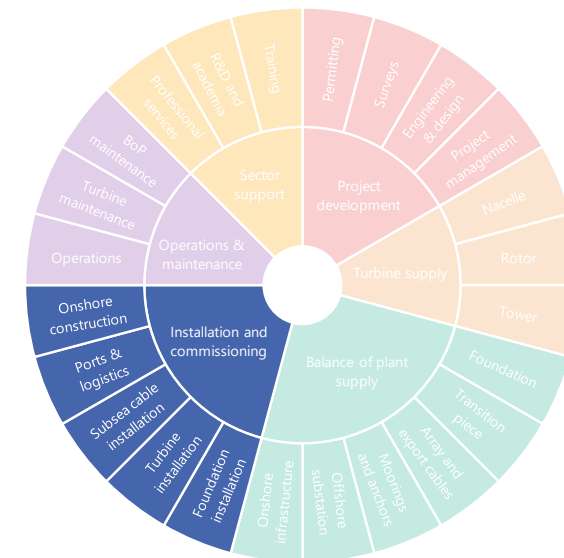 Sector
support
Project
development
Turbine supply
Balance of plant
supply
Installation and
commissioning
Operations &
maintenance
Permitting
Surveys
Engineering
& design
Project
management
Nacelle
Rotor
Tower
Foundation
Transition
piece
Array and
export cables
Moorings
and anchors
Offshore
substation
Onshore
infrastructure
Foundation
installation
Turbine
installation
Subsea cable
installation
Ports &
logistics
Onshore
construction
Operations
Turbine
maintenance
BoP
maintenance
Professional
services
R&D and
academia
Training